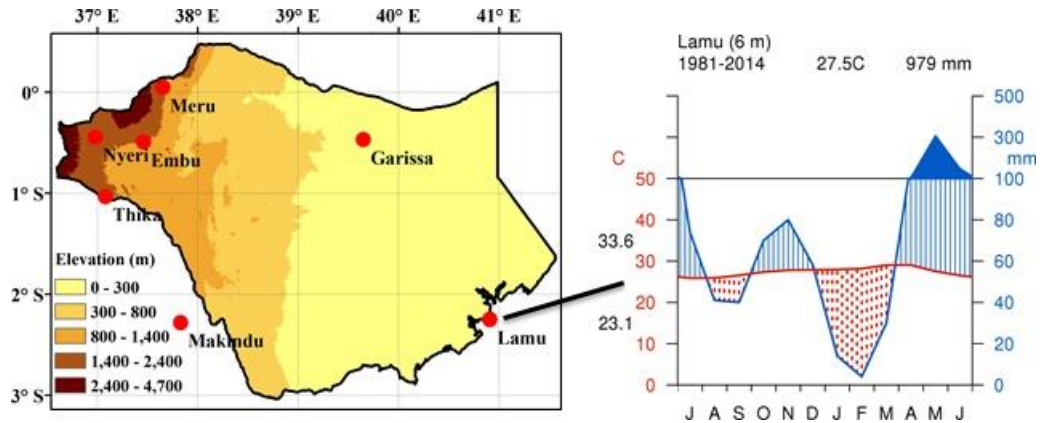 37° E 38° E 39° E 40° E 41° E
0°
1° S
2° S
3° S
Meru
Nyeri Embu
Garissa
Thika
Makindu
Lamu
Elevation (m)
0 - 300
300 - 800
800 - 1,400
1,400 - 2,400
2,400 - 4,700
Lamu (6 m)
1981-2014 27.5C 979 mm
C
50
40
30
20
10
0
33.6
23.1
500
300
mm
100
80
60
40
20
0
J A S O N D J F M A M J